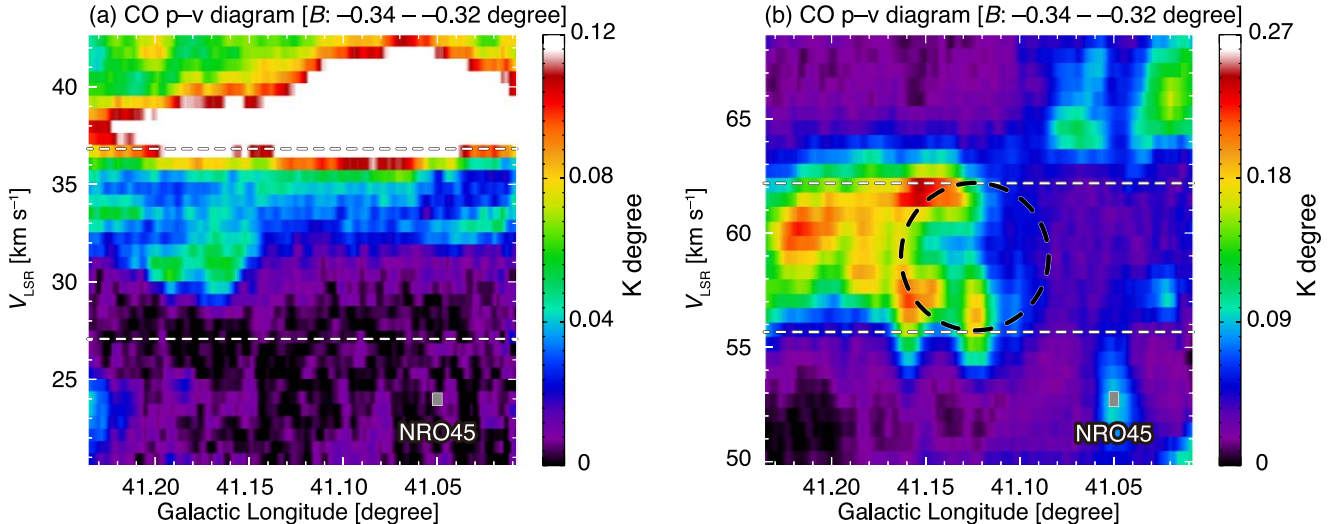 (a) CO p–v diagram [B: –0.34 – –0.32 degree]
40
35
30
25
V_LSR [km s⁻¹]
41.20 41.15 41.10 41.05
Galactic Longitude [degree]
NRO45
0.12
0.08
0.04
0
K degree
(b) CO p–v diagram [B: –0.34 – –0.32 degree]
65
60
55
50
V_LSR [km s⁻¹]
41.20 41.15 41.10 41.05
Galactic Longitude [degree]
NRO45
0.27
0.18
0.09
0
K degree